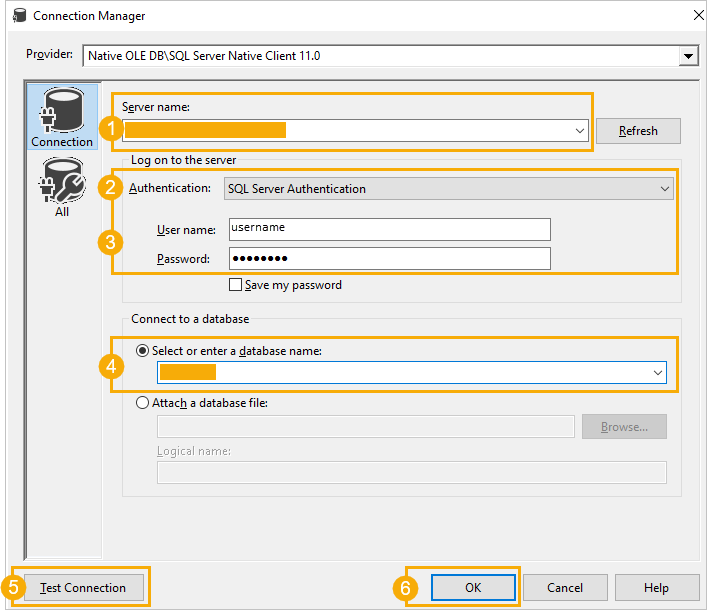 Connection Manager
Provider: Native OLE DB\SQL Server Native Client 11.0
Connection
All
Server name:
1
Refresh
Log on to the server
2
Authentication: SQL Server Authentication
3
User name: username
Password: ●●●●●●●●
Save my password
Connect to a database
4
Select or enter a database name:
Attach a database file:
Browse...
Logical name:
5
Test Connection
6
OK
Cancel
Help